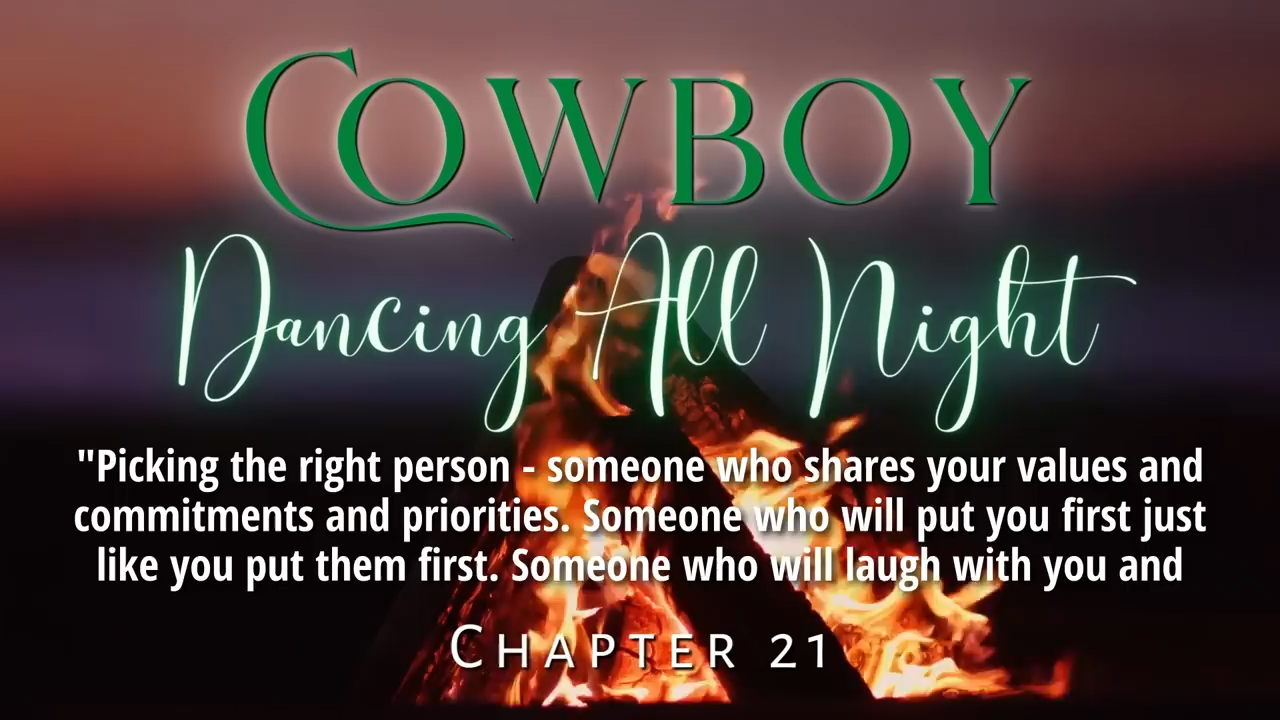 COWBOY
Dancing All Night
"Picking the right person - someone who shares your values and
commitments and priorities. Someone who will put you first just
like you put them first. Someone who will laugh with you and
CHAPTER 21